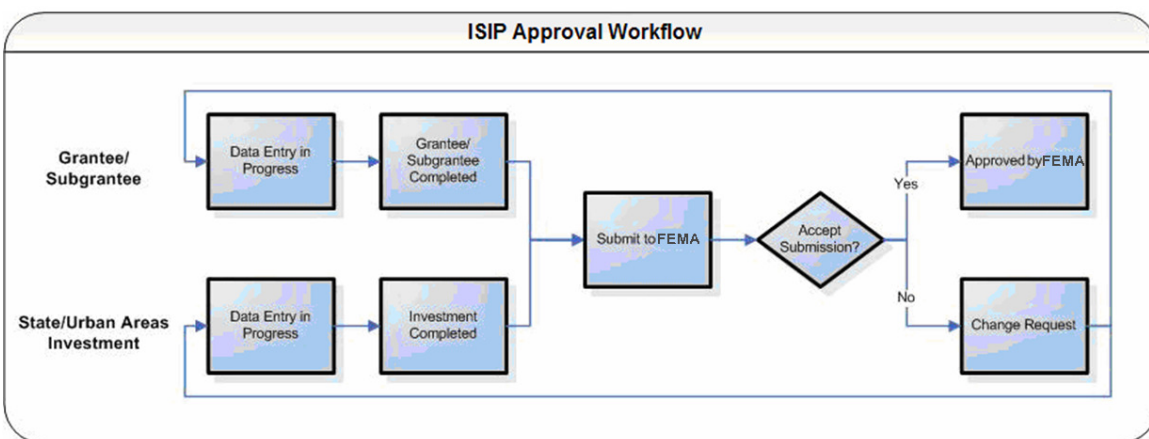 ISIP Approval Workflow
Grantee/
Subgrantee
Data Entry in
Progress
Grantee/
Subgrantee
Completed
Submit to FEMA
Accept
Submission?
Yes
Approved by FEMA
No
Change Request
State/Urban Areas
Investment
Data Entry in
Progress
Investment
Completed